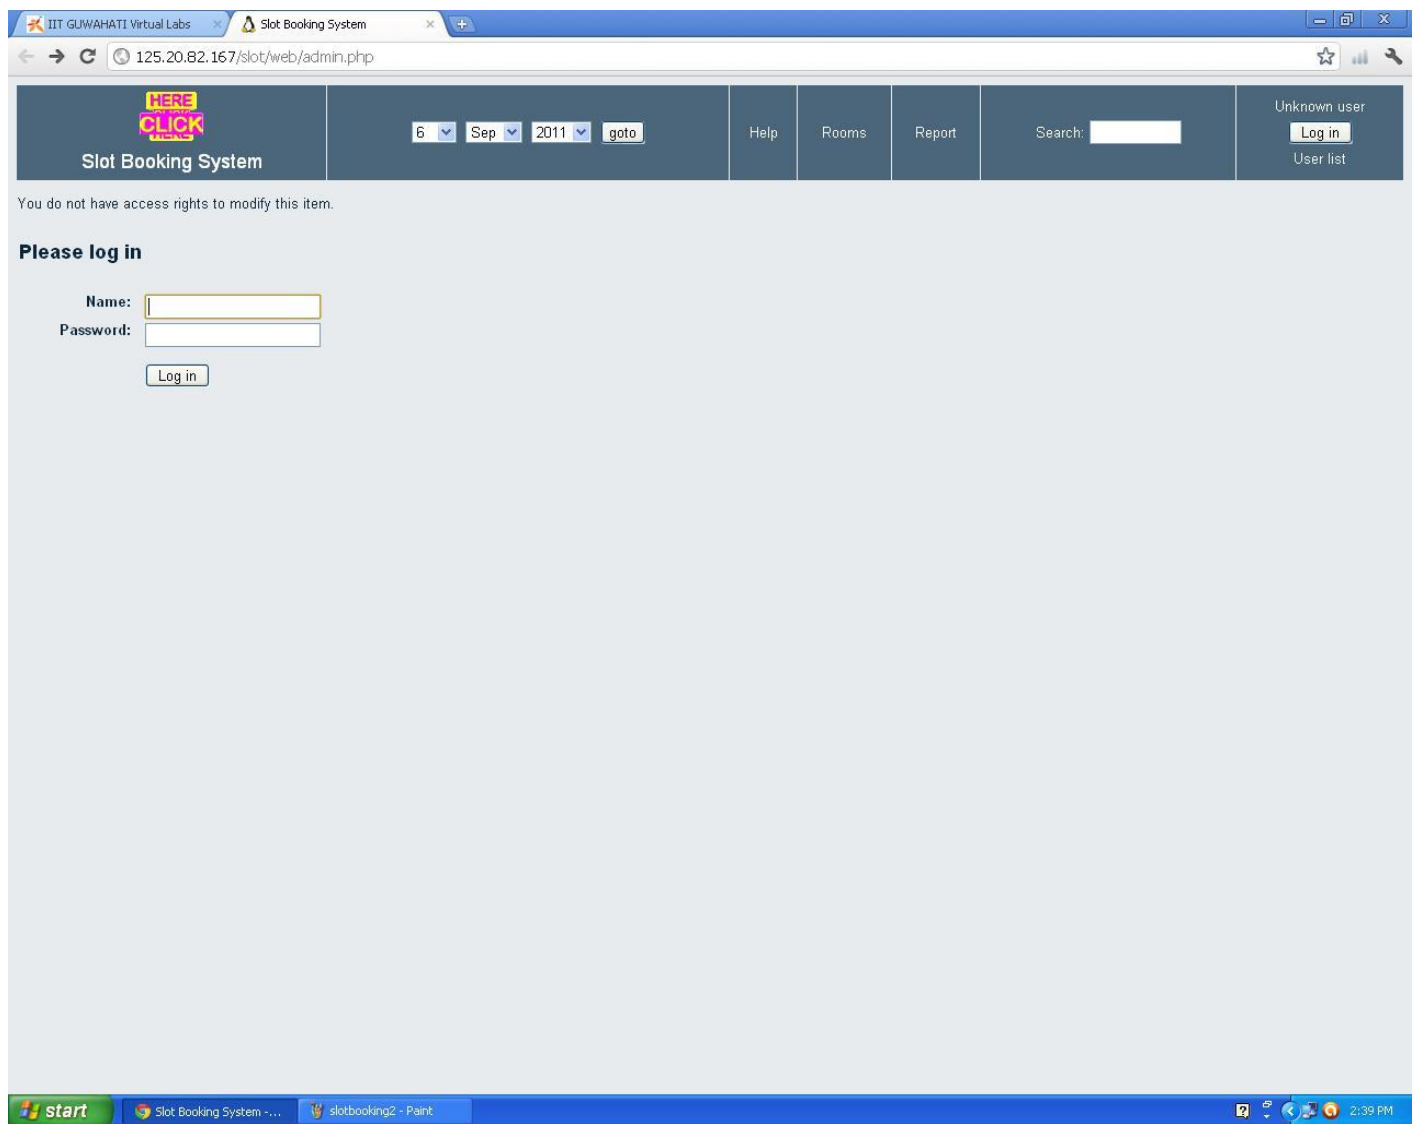 IIT GUWAHATI Virtual Labs
Slot Booking System
125.20.82.167/slot/web/admin.php
HERE
CLICK
Slot Booking System
6 Sep 2011 goto
Help
Rooms
Report
Search:
Unknown user
Log in
User list
You do not have access rights to modify this item.
Please log in
Name:
Password:
Log in
start
Slot Booking System -...
slotbooking2 - Paint
2:39 PM